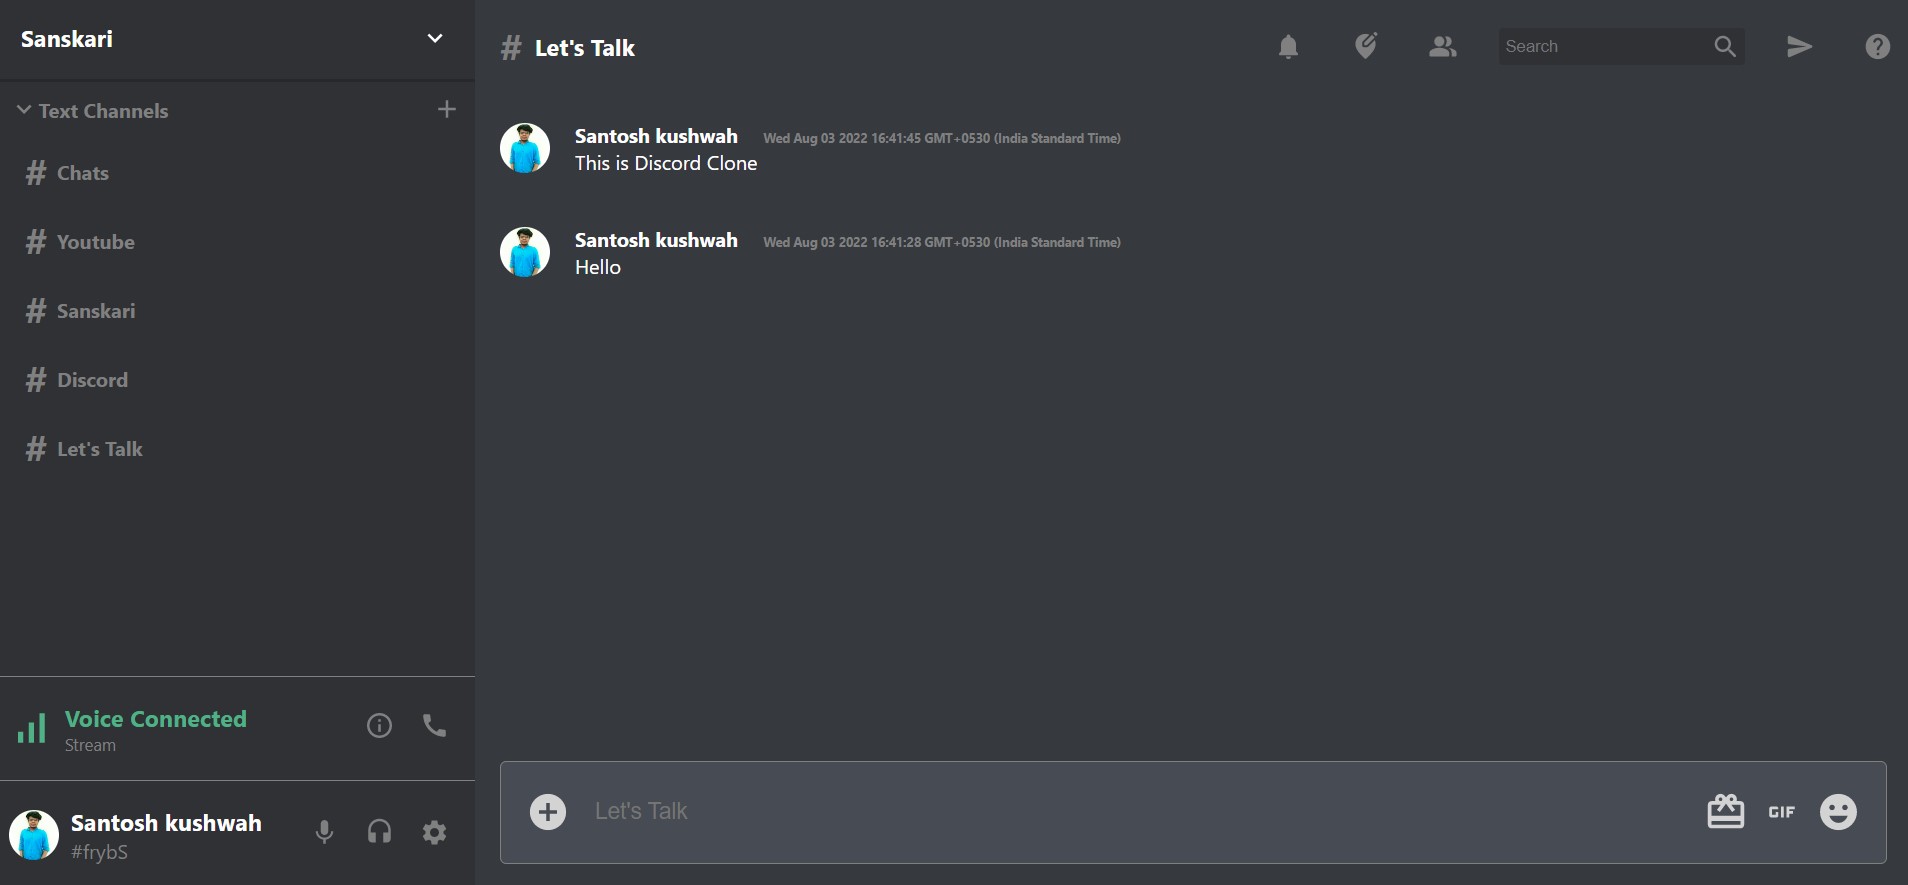 Sanskari
Text Channels
# Chats
# Youtube
# Sanskari
# Discord
# Let's Talk
Voice Connected
Stream
Santosh kushwah
#frybS
# Let's Talk
Search
Santosh kushwah Wed Aug 03 2022 16:41:45 GMT+0530 (India Standard Time)
This is Discord Clone
Santosh kushwah Wed Aug 03 2022 16:41:28 GMT+0530 (India Standard Time)
Hello
Let's Talk GIF